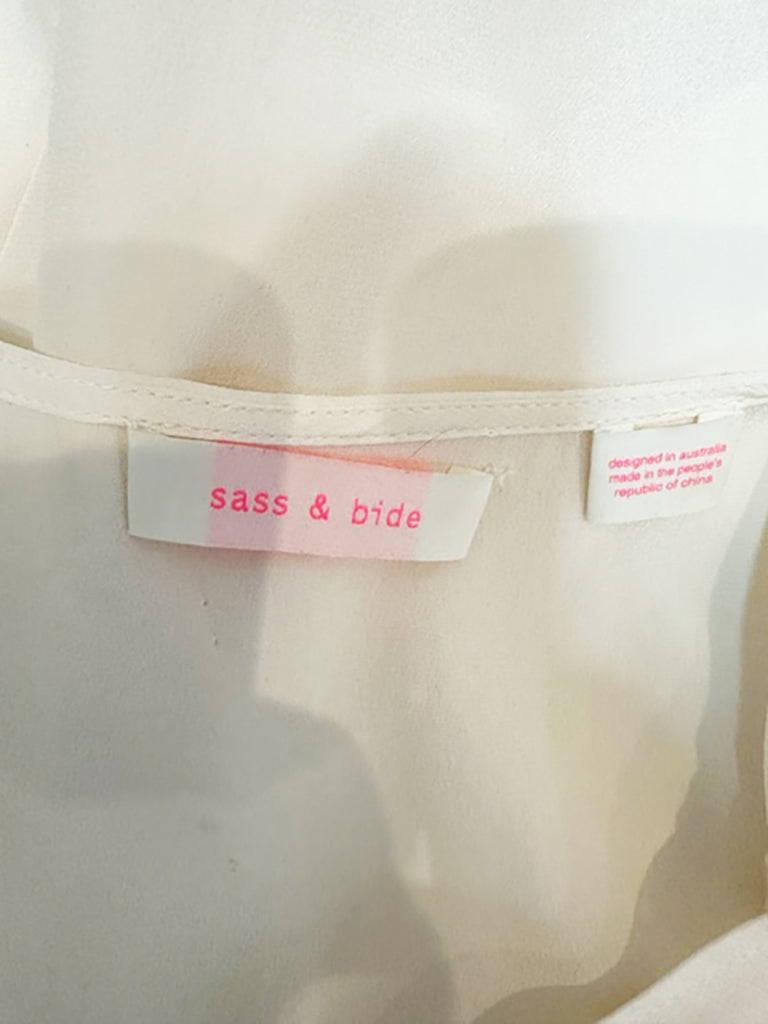 sass & bide
designed in australia
made in the people's
republic of china